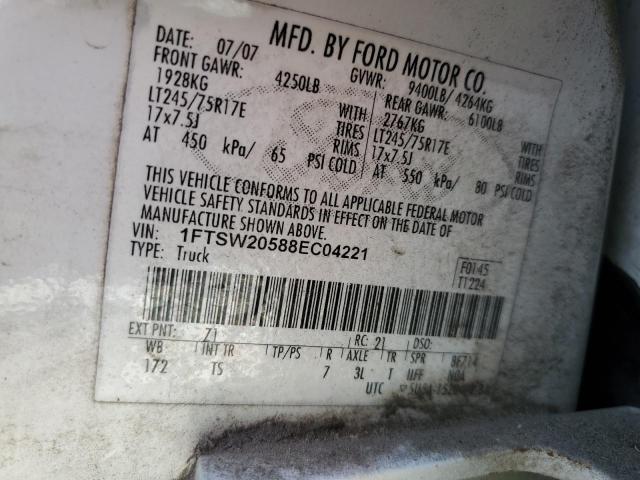 MFD. BY FORD MOTOR CO.
DATE: 07/07 GVWR: 9400LB/ 4264KG
FRONT GAWR: 4250LB REAR GAWR: 6100LB
1928KG WITH 2767KG WITH
LT245/75R17E TIRES LT245/75R17E TIRES
17x7.5J RIMS 17x7.5J RIMS
AT 450 kPa/ 65 PSI COLD AT 550 kPa/ 80 PSI COLD
THIS VEHICLE CONFORMS TO ALL APPLICABLE FEDERAL MOTOR
VEHICLE SAFETY STANDARDS IN EFFECT ON THE DATE OF
MANUFACTURE SHOWN ABOVE.
VIN: 1FTSW20588EC04221
TYPE: Truck
F0145
T1224
EXT PNT: Z1 RC: 21 DSO:
WB INT TR TP/PS R AXLE TR SPR
172 TS 7 3L T
UTC